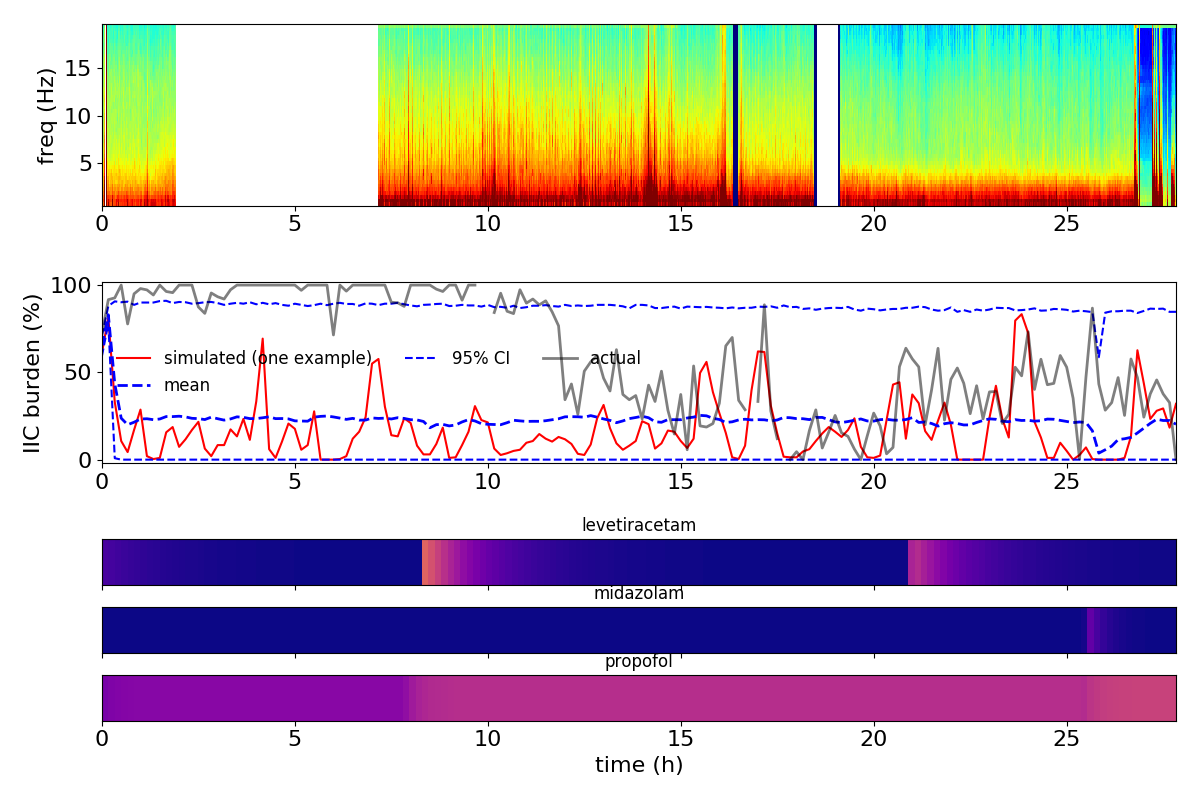 freq (Hz)
15
10
5
0 5 10 15 20 25
IIC burden (%)
100
50
0
simulated (one example) 95% CI actual
mean
0 5 10 15 20 25
levetiracetam
midazolam
propofol
0 5 10 15 20 25
time (h)